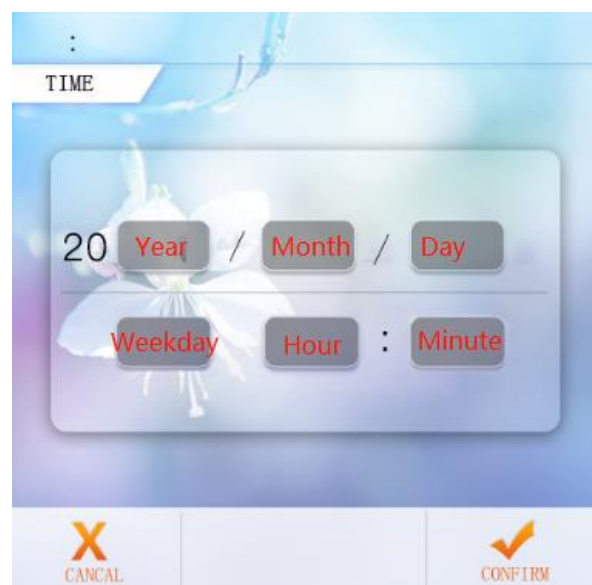 :
TIME
20 Year / Month / Day
Weekday Hour : Minute
X
CANCAL CONFIRM